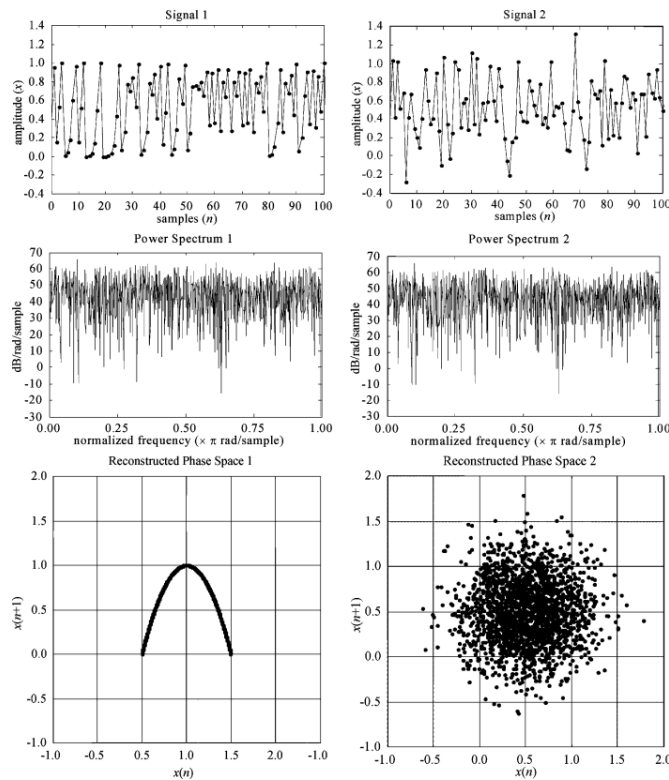 Signal 1
Signal 2
amplitude (x)
1.4
1.2
1.0
0.8
0.6
0.4
0.2
0.0
0.2
0.4
0 10 20 30 40 50 60 70 80 90 100
samples (n)
amplitude (x)
1.4
1.2
1.0
0.8
0.6
0.4
0.2
0.0
0.2
0.4
0 10 20 30 40 50 60 70 80 90 100
samples (n)
Power Spectrum 1
Power Spectrum 2
dB/rad/sample
70
60
50
40
30
20
10
0
-10
-20
-30
0.00 0.25 0.50 0.75 1.00
normalized frequency (× π rad/sample)
dB/rad/sample
70
60
50
40
30
20
10
0
-10
-20
-30
0.00 0.25 0.50 0.75 1.00
normalized frequency (× π rad/sample)
Reconstructed Phase Space 1
Reconstructed Phase Space 2
x(n+1)
2.0
1.5
1.0
0.5
0.0
-0.5
-1.0
-1.0 -1.0 0.5 1.0 1.5 -1.0 -1.0
x(n)
x(n+1)
2.0
1.5
1.0
0.5
0.0
-0.5
-1.0
-1.0 -0.5 0.0 0.5 1.0 1.5 2.0
x(n)